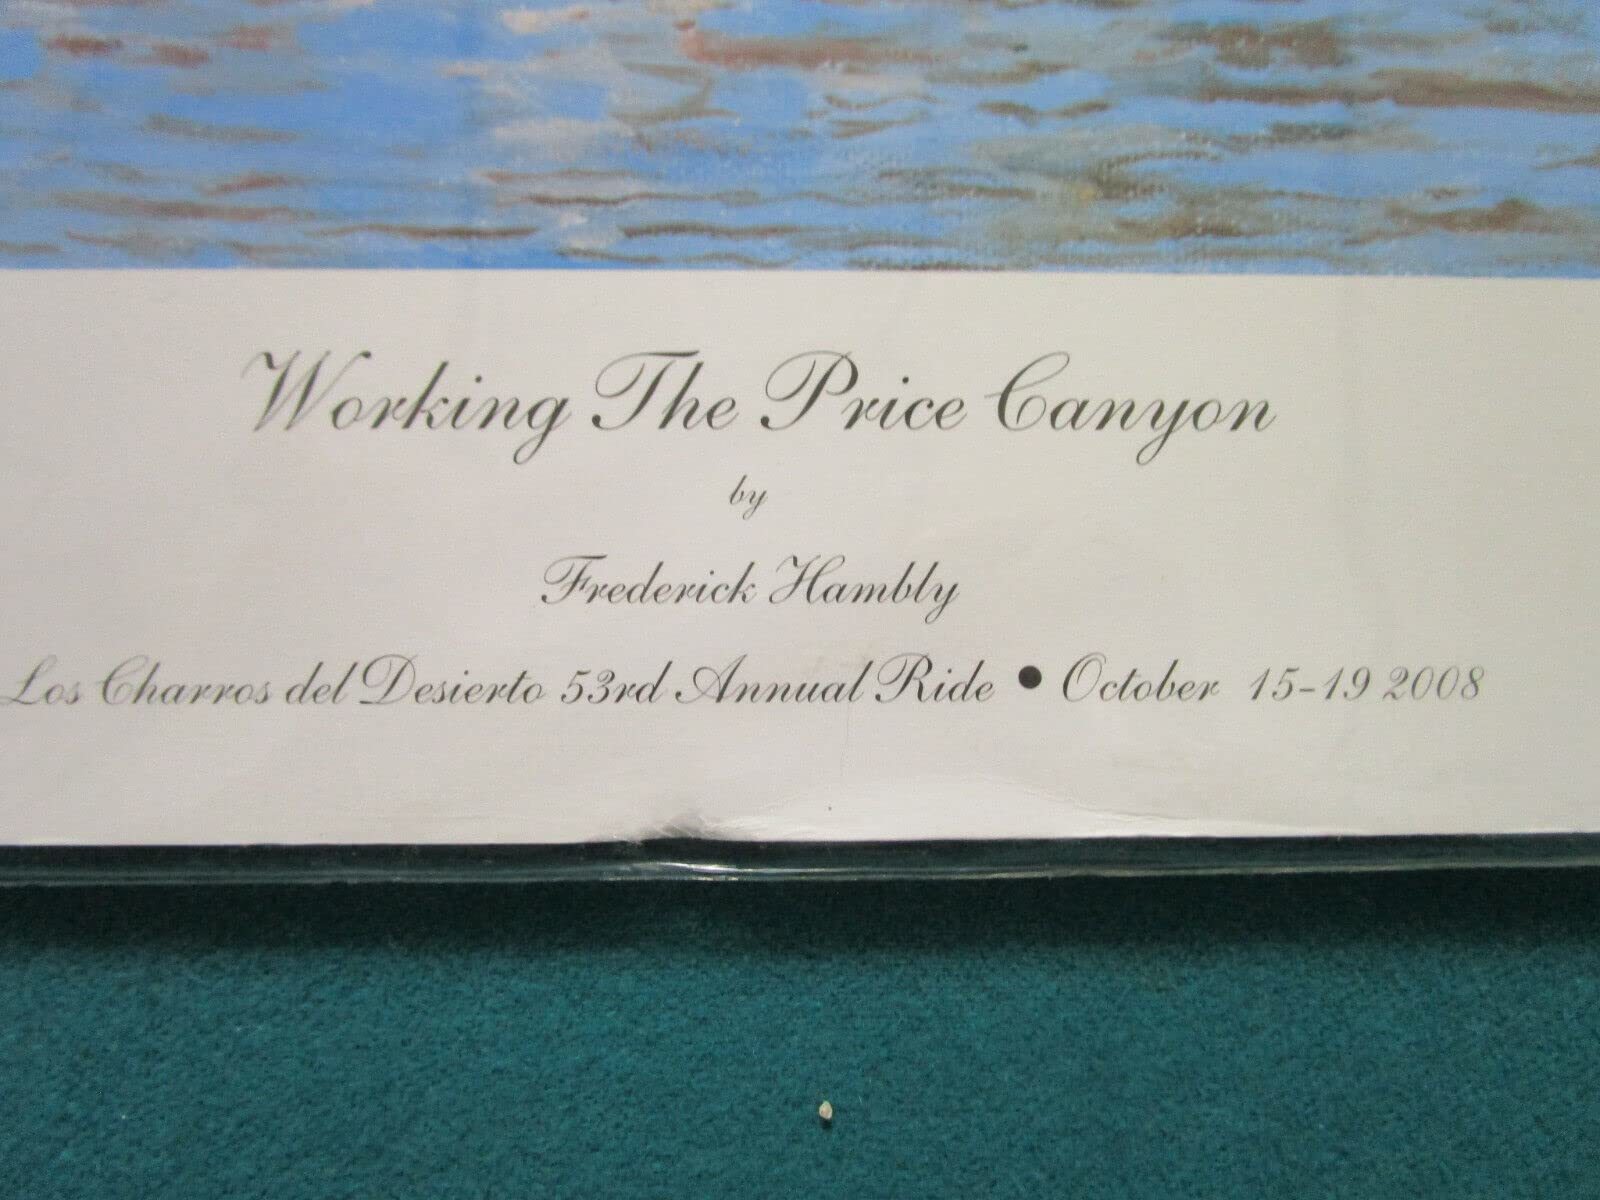 Working The Price Canyon
by
Frederick Hambly
Los Charros del Desierto 53rd Annual Ride • October 15-19 2008